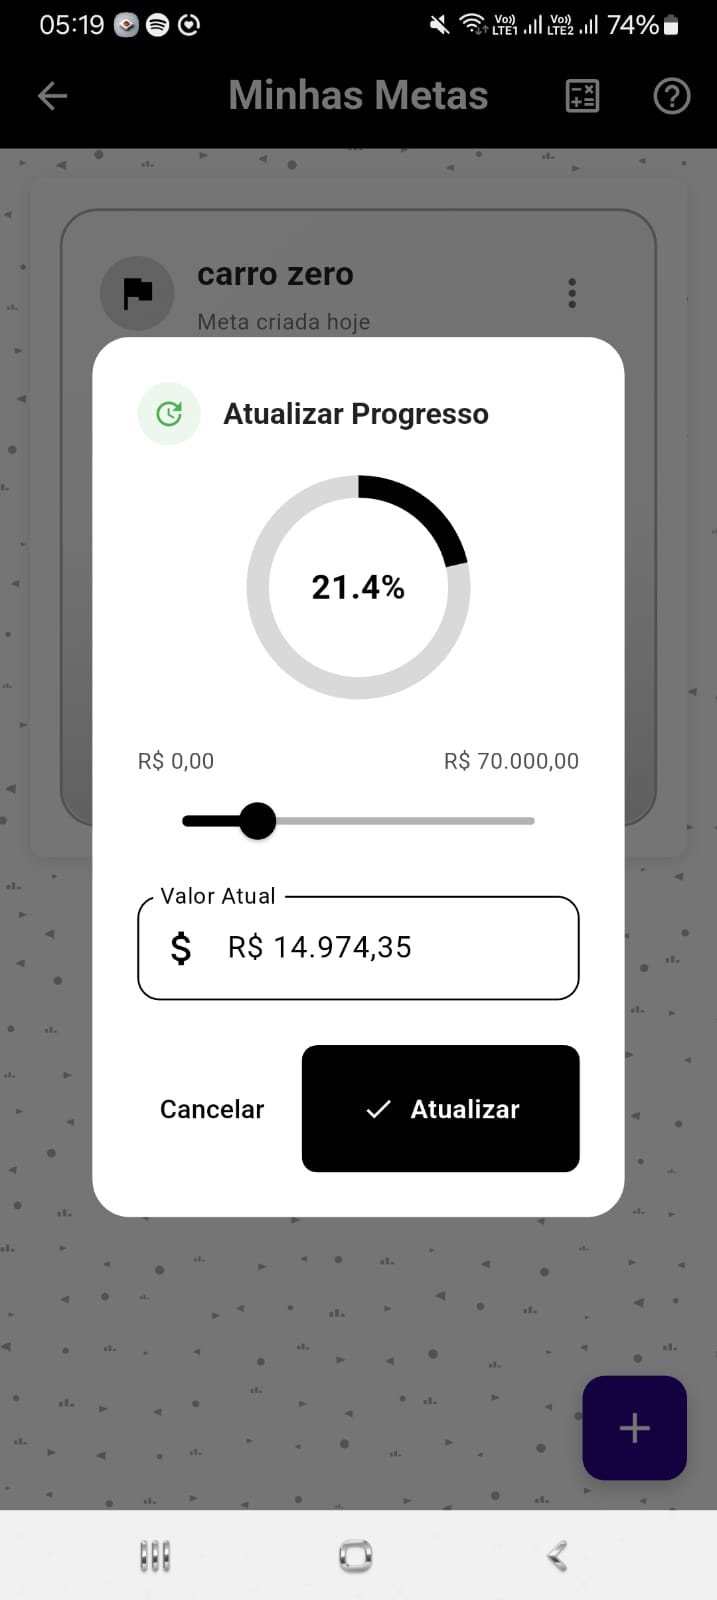 05:19 Vo)) LTE1 Vo)) LTE2 74%
Minhas Metas
carro zero
Meta criada hoje
Atualizar Progresso
21.4%
R$ 0,00 R$ 70.000,00
Valor Atual
$ R$ 14.974,35
Cancelar Atualizar